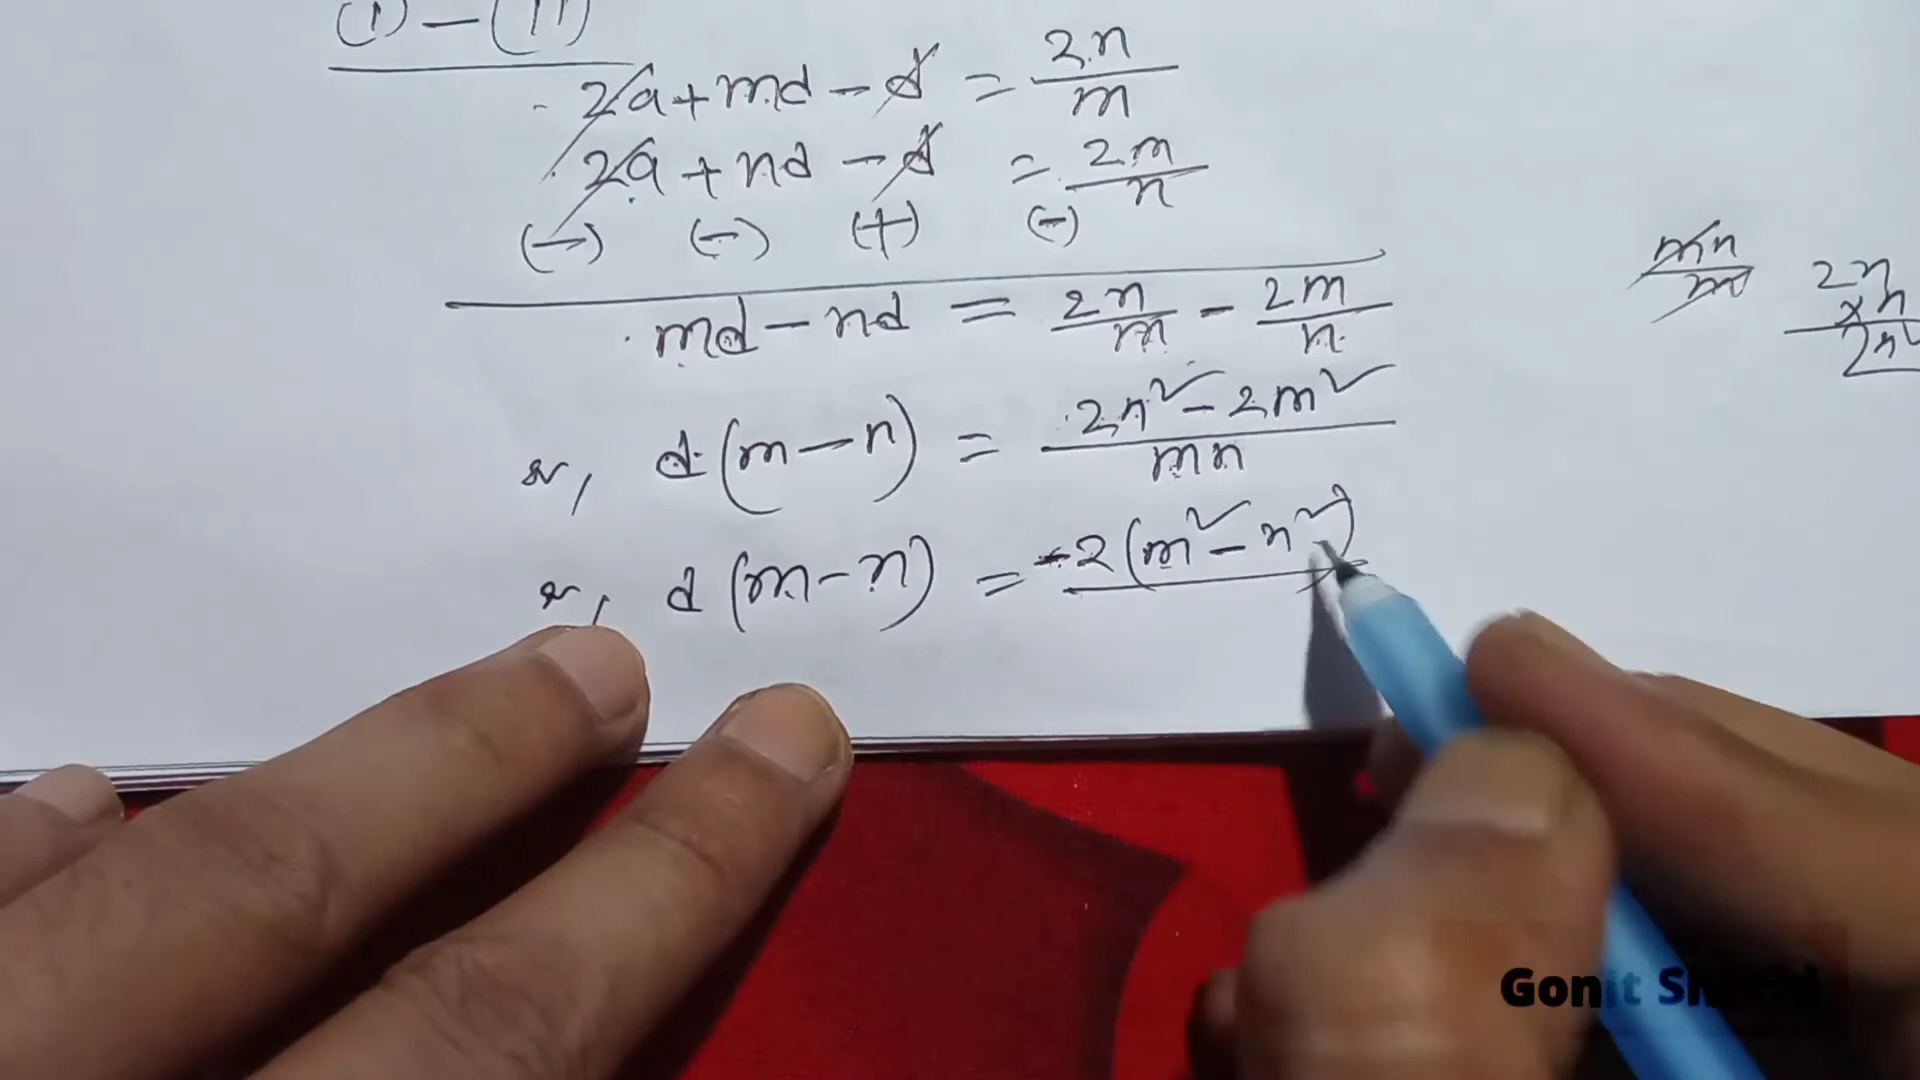 (I) - (II)
2a + md - d = 2n/m
2a + nd - d = 2m/n
(-) (-) (+) (-)
md - nd = 2n/m - 2m/n
or, d(m - n) = (2n² - 2m²)/mn
or, d(m - n) = -2(m² - n²)
mn/m
2n
×n
2n²
Gonit